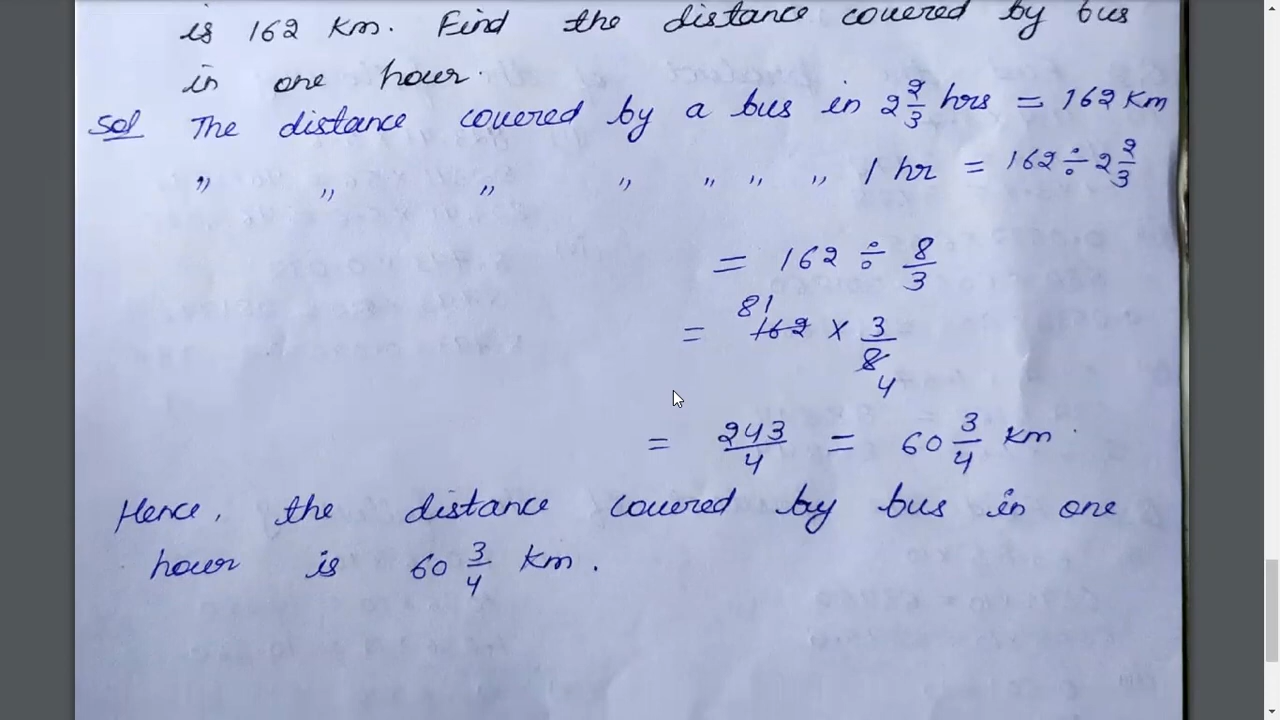 is 162 Km. Find the distance covered by bus
in one hour.
Sol The distance covered by a bus in 2 2/3 hrs = 162 Km
" " " " " " " 1 hr = 162 ÷ 2 2/3
= 162 ÷ 8/3
81
= 162 × 3/8
4
= 243/4 = 60 3/4 Km.
Hence, the distance covered by bus in one
hour is 60 3/4 Km.